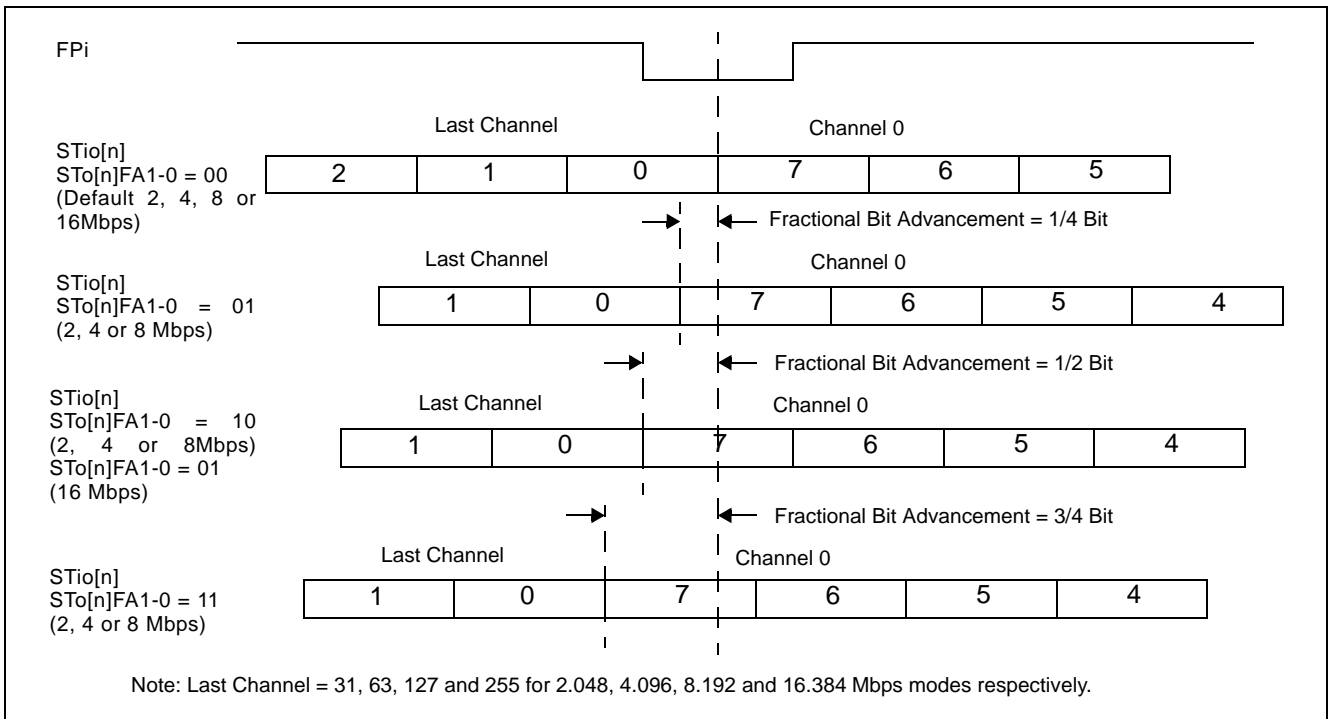 FPi
Last Channel
Channel 0
STio[n]
STo[n]FA1-0 = 00
(Default 2, 4, 8 or
16Mbps)
2 1 0 7 6 5
Fractional Bit Advancement = 1/4 Bit
Last Channel
Channel 0
STio[n]
STo[n]FA1-0 = 01
(2, 4 or 8 Mbps)
1 0 7 6 5 4
Fractional Bit Advancement = 1/2 Bit
Last Channel
Channel 0
STio[n]
STo[n]FA1-0 = 10
(2, 4 or 8Mbps)
STo[n]FA1-0 = 01
(16 Mbps)
1 0 7 6 5 4
Fractional Bit Advancement = 3/4 Bit
Last Channel
Channel 0
STio[n]
STo[n]FA1-0 = 11
(2, 4 or 8 Mbps)
1 0 7 6 5 4
Note: Last Channel = 31, 63, 127 and 255 for 2.048, 4.096, 8.192 and 16.384 Mbps modes respectively.